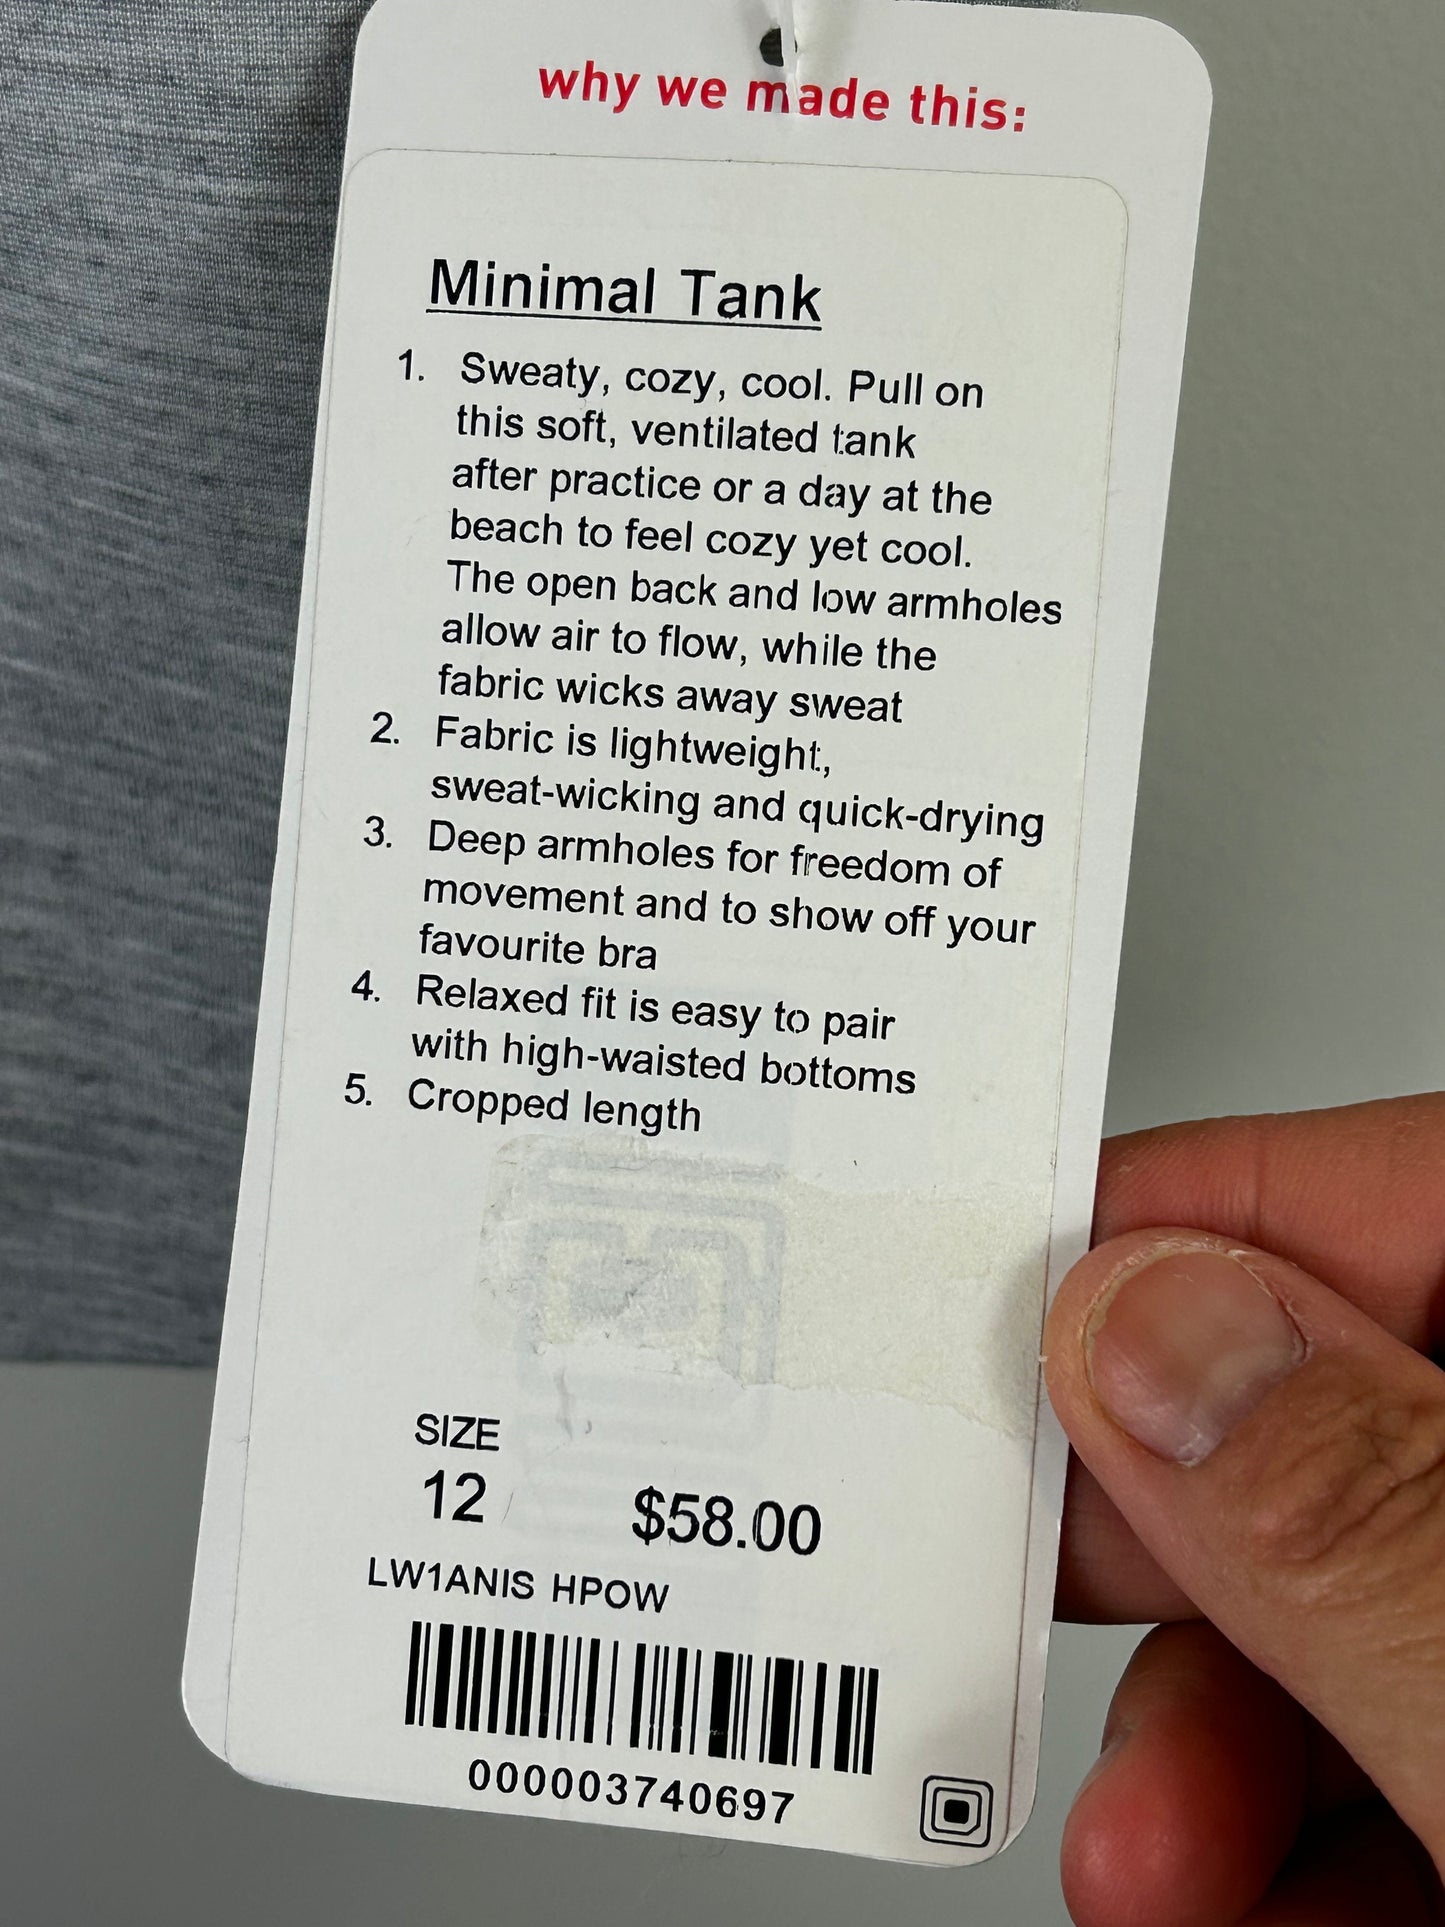 why we made this:
Minimal Tank
1. Sweaty, cozy, cool. Pull on
this soft, ventilated tank
after practice or a day at the
beach to feel cozy yet cool.
The open back and low armholes
allow air to flow, while the
fabric wicks away sweat
2. Fabric is lightweight,
sweat-wicking and quick-drying
3. Deep armholes for freedom of
movement and to show off your
favourite bra
4. Relaxed fit is easy to pair
with high-waisted bottoms
5. Cropped length
SIZE
12 $58.00
LW1ANIS HPOW
000003740697